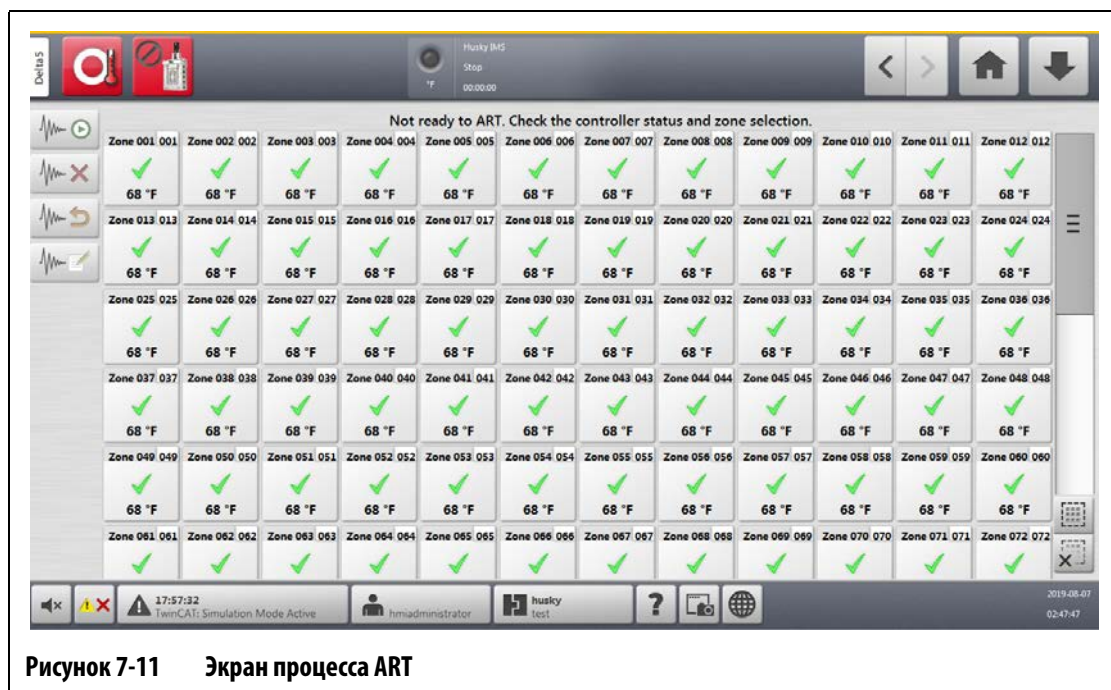 Delta5
Husky IMS
Stop
°F 00:00:00
Not ready to ART. Check the controller status and zone selection.
Zone 001 001 Zone 002 002 Zone 003 003 Zone 004 004 Zone 005 005 Zone 006 006 Zone 007 007 Zone 008 008 Zone 009 009 Zone 010 010 Zone 011 011 Zone 012 012
68 °F 68 °F 68 °F 68 °F 68 °F 68 °F 68 °F 68 °F 68 °F 68 °F 68 °F 68 °F
Zone 013 013 Zone 014 014 Zone 015 015 Zone 016 016 Zone 017 017 Zone 018 018 Zone 019 019 Zone 020 020 Zone 021 021 Zone 022 022 Zone 023 023 Zone 024 024
68 °F 68 °F 68 °F 68 °F 68 °F 68 °F 68 °F 68 °F 68 °F 68 °F 68 °F 68 °F
Zone 025 025 Zone 026 026 Zone 027 027 Zone 028 028 Zone 029 029 Zone 030 030 Zone 031 031 Zone 032 032 Zone 033 033 Zone 034 034 Zone 035 035 Zone 036 036
68 °F 68 °F 68 °F 68 °F 68 °F 68 °F 68 °F 68 °F 68 °F 68 °F 68 °F 68 °F
Zone 037 037 Zone 038 038 Zone 039 039 Zone 040 040 Zone 041 041 Zone 042 042 Zone 043 043 Zone 044 044 Zone 045 045 Zone 046 046 Zone 047 047 Zone 048 048
68 °F 68 °F 68 °F 68 °F 68 °F 68 °F 68 °F 68 °F 68 °F 68 °F 68 °F 68 °F
Zone 049 049 Zone 050 050 Zone 051 051 Zone 052 052 Zone 053 053 Zone 054 054 Zone 055 055 Zone 056 056 Zone 057 057 Zone 058 058 Zone 059 059 Zone 060 060
68 °F 68 °F 68 °F 68 °F 68 °F 68 °F 68 °F 68 °F 68 °F 68 °F 68 °F 68 °F
Zone 061 061 Zone 062 062 Zone 063 063 Zone 064 064 Zone 065 065 Zone 066 066 Zone 067 067 Zone 068 068 Zone 069 069 Zone 070 070 Zone 071 071 Zone 072 072
17:57:32
TwinCAT: Simulation Mode Active
hmiadministrator
husky
test
?
2019-08-07
02:47:47
Рисунок 7-11 Экран процесса ART